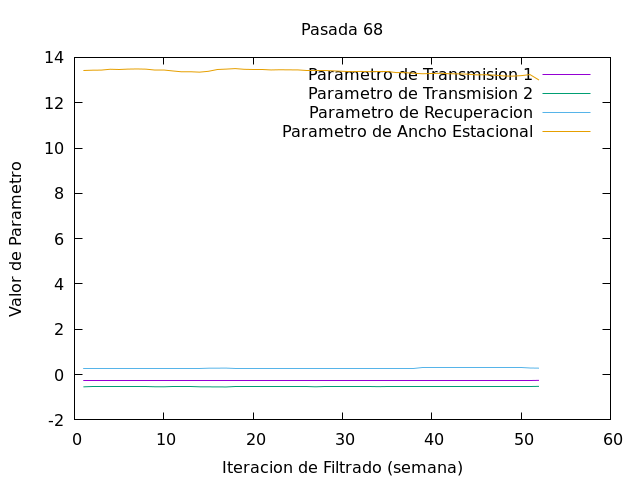 Pasada 68
14
12
10
8
6
4
2
0
-2
Valor de Parametro
Parametro de Transmision 1
Parametro de Transmision 2
Parametro de Recuperacion
Parametro de Ancho Estacional
0 10 20 30 40 50 60
Iteracion de Filtrado (semana)